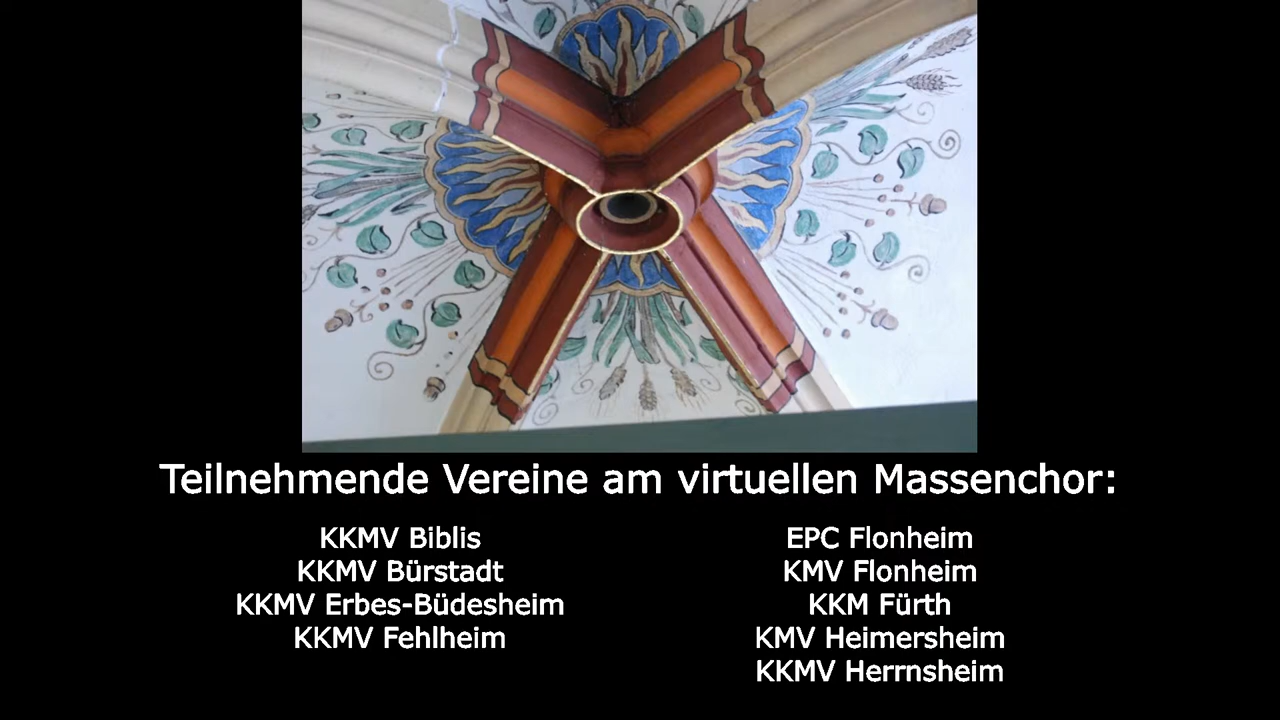 Teilnehmende Vereine am virtuellen Massenchor:
KKMV Biblis
KKMV Bürstadt
KKMV Erbes-Büdesheim
KKMV Fehlheim
EPC Flonheim
KMV Flonheim
KKM Fürth
KMV Heimersheim
KKMV Herrnsheim